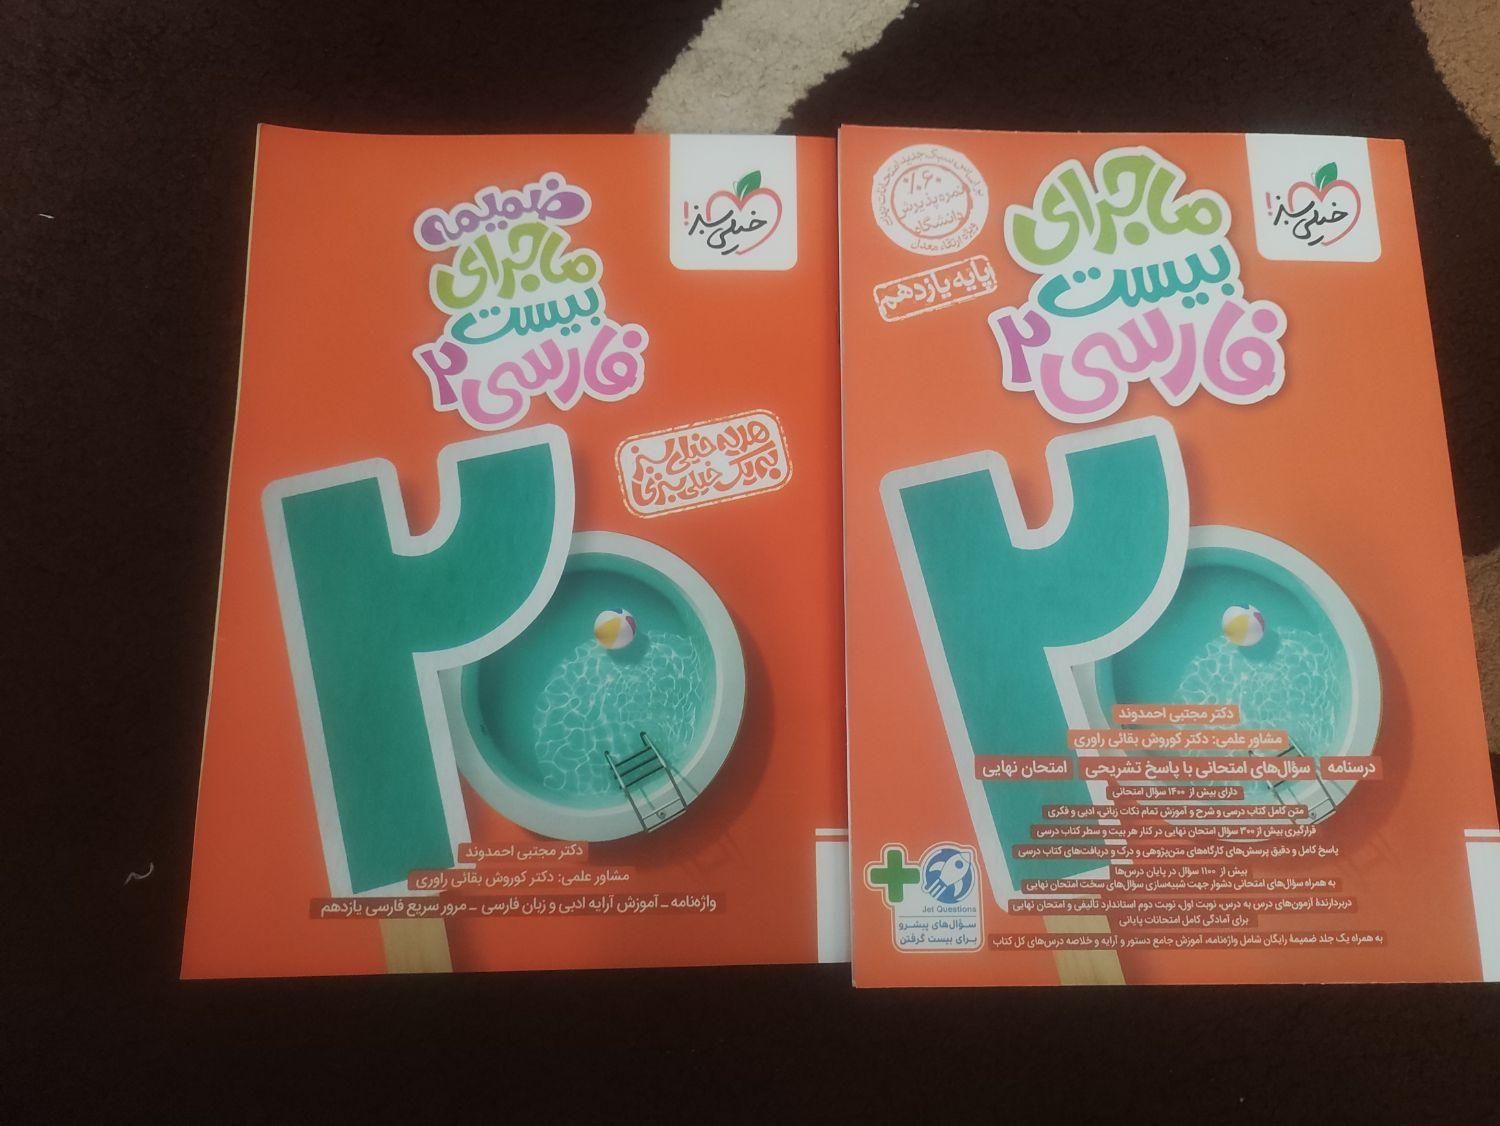 خیلی سبز!
ماجرای
بیست
فارسی ۲
بر اساس سبک جدید امتحانات نهایی
۶۰٪
نمره پذیرش
دانشگاه
ویژه ارتقاء معدل
پایه یازدهم
۲۰
دکتر مجتبی احمدوند
مشاور علمی: دکتر کوروش بقائی راوری
درسنامه سؤال‌های امتحانی با پاسخ تشریحی امتحان نهایی
دارای بیش از ۱۴۰۰ سؤال امتحانی
متن کامل کتاب درسی و شرح و آموزش تمام نکات زبانی، ادبی و فکری
قرارگیری بیش از ۳۰۰ سؤال امتحان نهایی در کنار هر بیت و سطر کتاب درسی
پاسخ کامل و دقیق پرسش‌های کارگاه‌های متن‌پژوهی و درک و دریافت‌های کتاب درسی
بیش از ۱۱۰۰ سؤال در پایان درس‌ها
به همراه سؤال‌های امتحانی دشوار جهت شبیه‌سازی سؤال‌های سخت امتحان نهایی
دربردارندهٔ آزمون‌های درس به درس، نوبت اول، نوبت دوم استاندارد تألیفی و امتحان نهایی
برای آمادگی کامل امتحانات پایانی
به همراه یک جلد ضمیمهٔ رایگان شامل واژه‌نامه، آموزش جامع دستور و آرایه و خلاصه درس‌های کل کتاب
Jet Questions
سؤال‌های پیشرو
برای بیست گرفتن
خیلی سبز!
ضمیمه
ماجرای
بیست
فارسی ۲
هدیه خیلی سبز
به یک خیلی سبزی
۲۰
دکتر مجتبی احمدوند
مشاور علمی: دکتر کوروش بقائی راوری
واژه‌نامه - آموزش آرایه ادبی و زبان فارسی - مرور سریع فارسی یازدهم